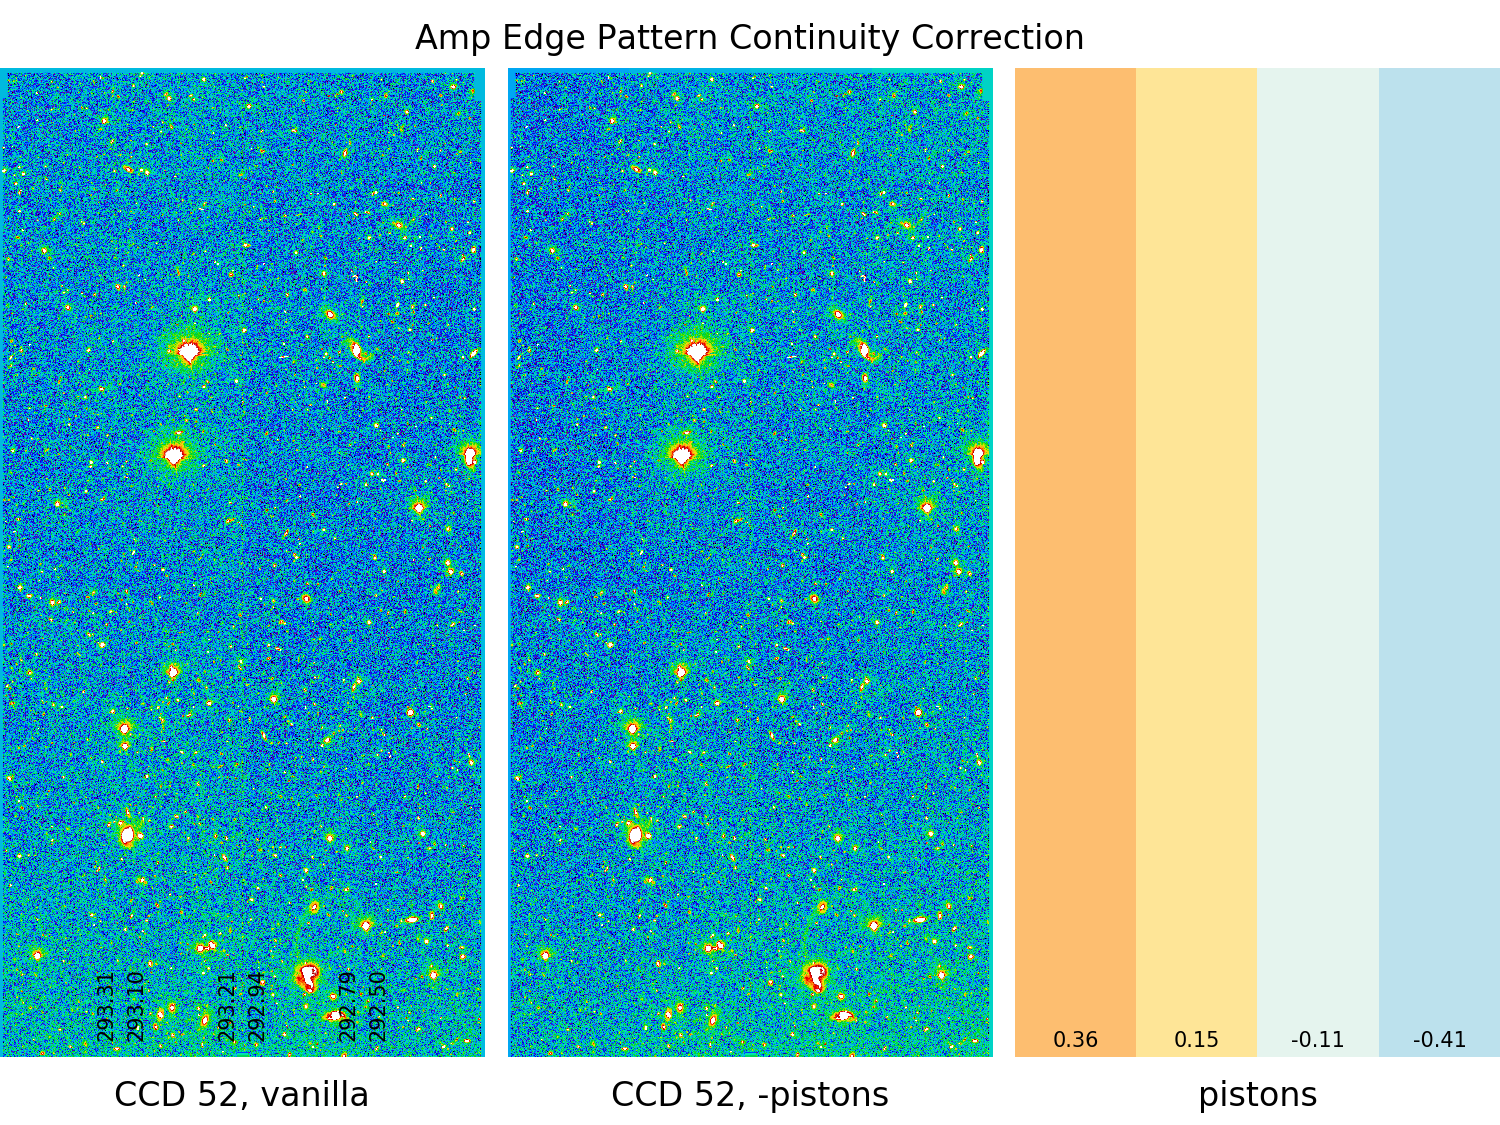 Amp Edge Pattern Continuity Correction
293.31
293.10
293.21
292.94
292.79
292.50
0.36
0.15
-0.11
-0.41
CCD 52, vanilla
CCD 52, -pistons
pistons